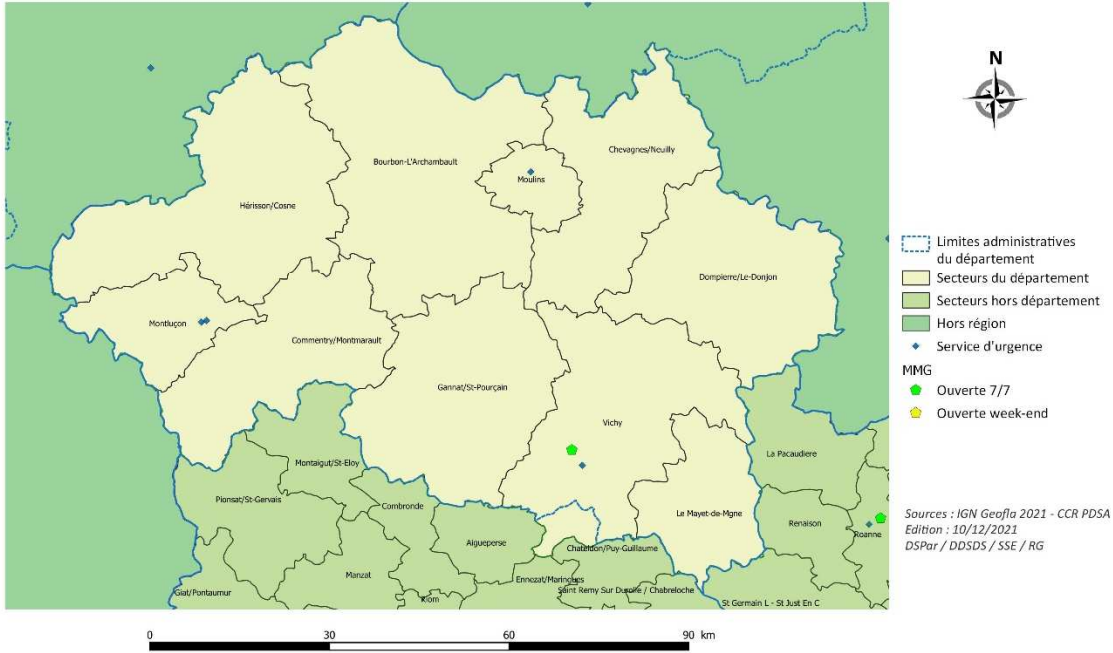 N
Bourbon-L'Archambault
Chevagnes/Neuilly
Moulins
Hérisson/Cosne
Dompierre/Le-Donjon
Montluçon
Commentry/Montmarault
Gannat/St-Pourçain
Vichy
La Pacaudiere
Montaigut/St-Eloy
Pionsat/St-Gervais
Combronde
Le Mayet-de-Mgne
Renaison
Roanne
Aigueperse
Chateldon/Puy-Guillaume
Manzat
Ennezat/Maringues
Giat/Pontaumur
Riom
Saint Remy Sur Durolle / Chabreloche
St Germain L - St Just En C
Limites administratives
du département
Secteurs du département
Secteurs hors département
Hors région
Service d'urgence
MMG
Ouverte 7/7
Ouverte week-end
Sources : IGN Geofla 2021 - CCR PDSA
Edition : 10/12/2021
DSPar / DDSDS / SSE / RG
0 30 60 90 km